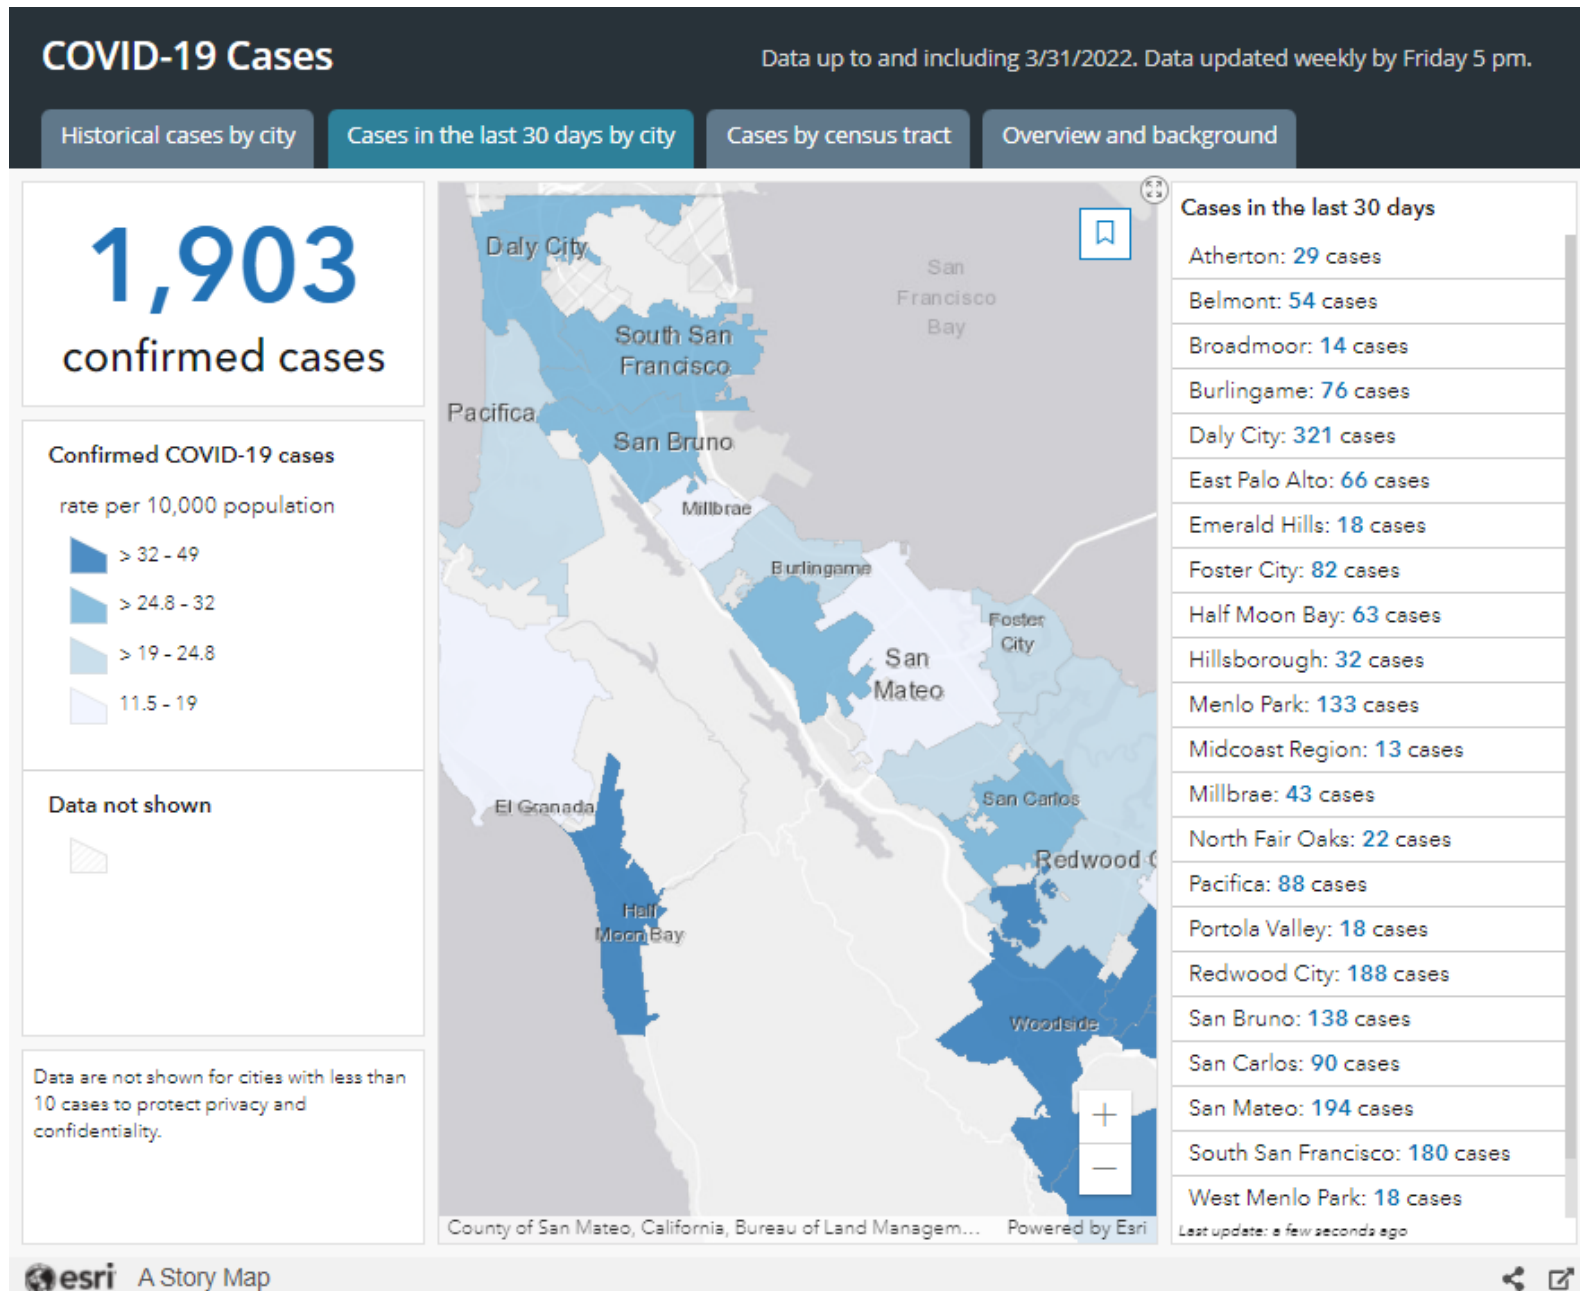 COVID-19 Cases
Data up to and including 3/31/2022. Data updated weekly by Friday 5 pm.
Historical cases by city
Cases in the last 30 days by city
Cases by census tract
Overview and background
1,903
confirmed cases
Confirmed COVID-19 cases
rate per 10,000 population
> 32 - 49
> 24.8 - 32
> 19 - 24.8
11.5 - 19
Data not shown
Data are not shown for cities with less than
10 cases to protect privacy and
confidentiality.
Daly City
San
Francisco
Bay
South San
Francisco
Pacifica
San Bruno
Millbrae
Burlingame
Foster
City
San
Mateo
El Granada
San Carlos
Redwood C
Half
Moon Bay
Woodside
+
−
County of San Mateo, California, Bureau of Land Managem...
Powered by Esri
Cases in the last 30 days
Atherton: 29 cases
Belmont: 54 cases
Broadmoor: 14 cases
Burlingame: 76 cases
Daly City: 321 cases
East Palo Alto: 66 cases
Emerald Hills: 18 cases
Foster City: 82 cases
Half Moon Bay: 63 cases
Hillsborough: 32 cases
Menlo Park: 133 cases
Midcoast Region: 13 cases
Millbrae: 43 cases
North Fair Oaks: 22 cases
Pacifica: 88 cases
Portola Valley: 18 cases
Redwood City: 188 cases
San Bruno: 138 cases
San Carlos: 90 cases
San Mateo: 194 cases
South San Francisco: 180 cases
West Menlo Park: 18 cases
Last update: a few seconds ago
esri
A Story Map